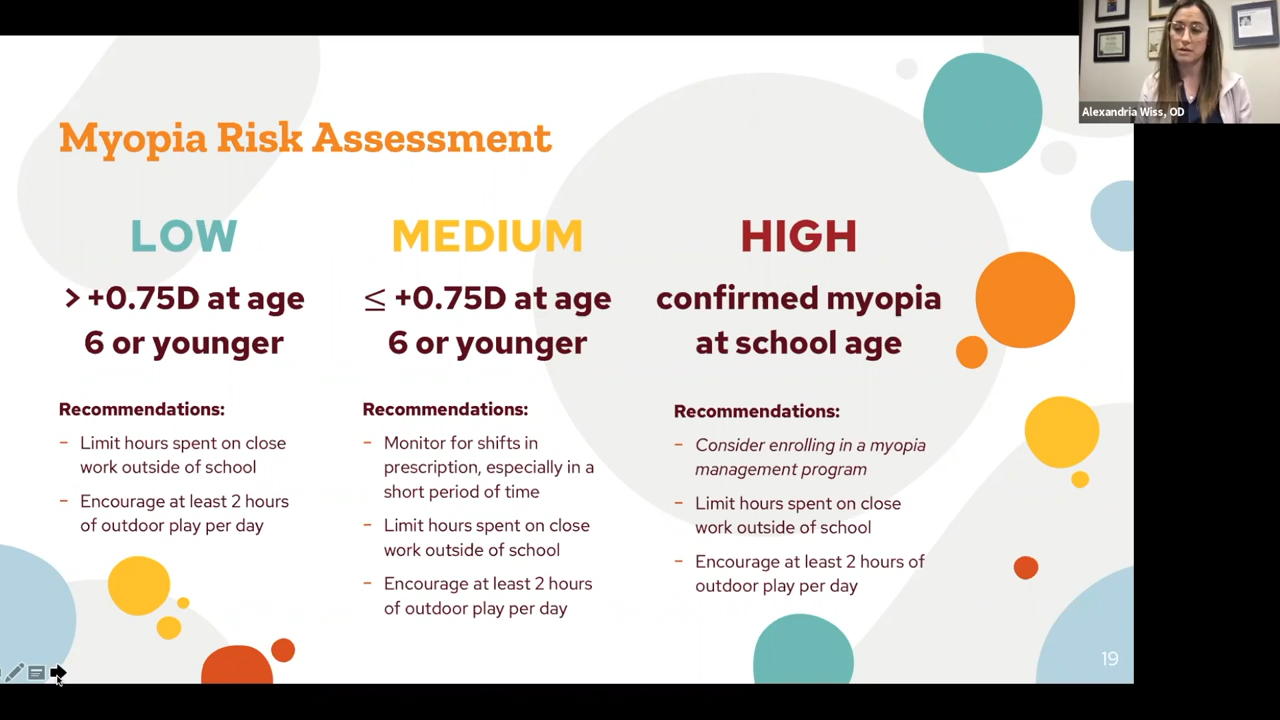 Alexandria Wiss, OD
Myopia Risk Assessment
LOW
> +0.75D at age
6 or younger
Recommendations:
– Limit hours spent on close
work outside of school
– Encourage at least 2 hours
of outdoor play per day
MEDIUM
≤ +0.75D at age
6 or younger
Recommendations:
– Monitor for shifts in
prescription, especially in a
short period of time
– Limit hours spent on close
work outside of school
– Encourage at least 2 hours
of outdoor play per day
HIGH
confirmed myopia
at school age
Recommendations:
– Consider enrolling in a myopia
management program
– Limit hours spent on close
work outside of school
– Encourage at least 2 hours of
outdoor play per day
19